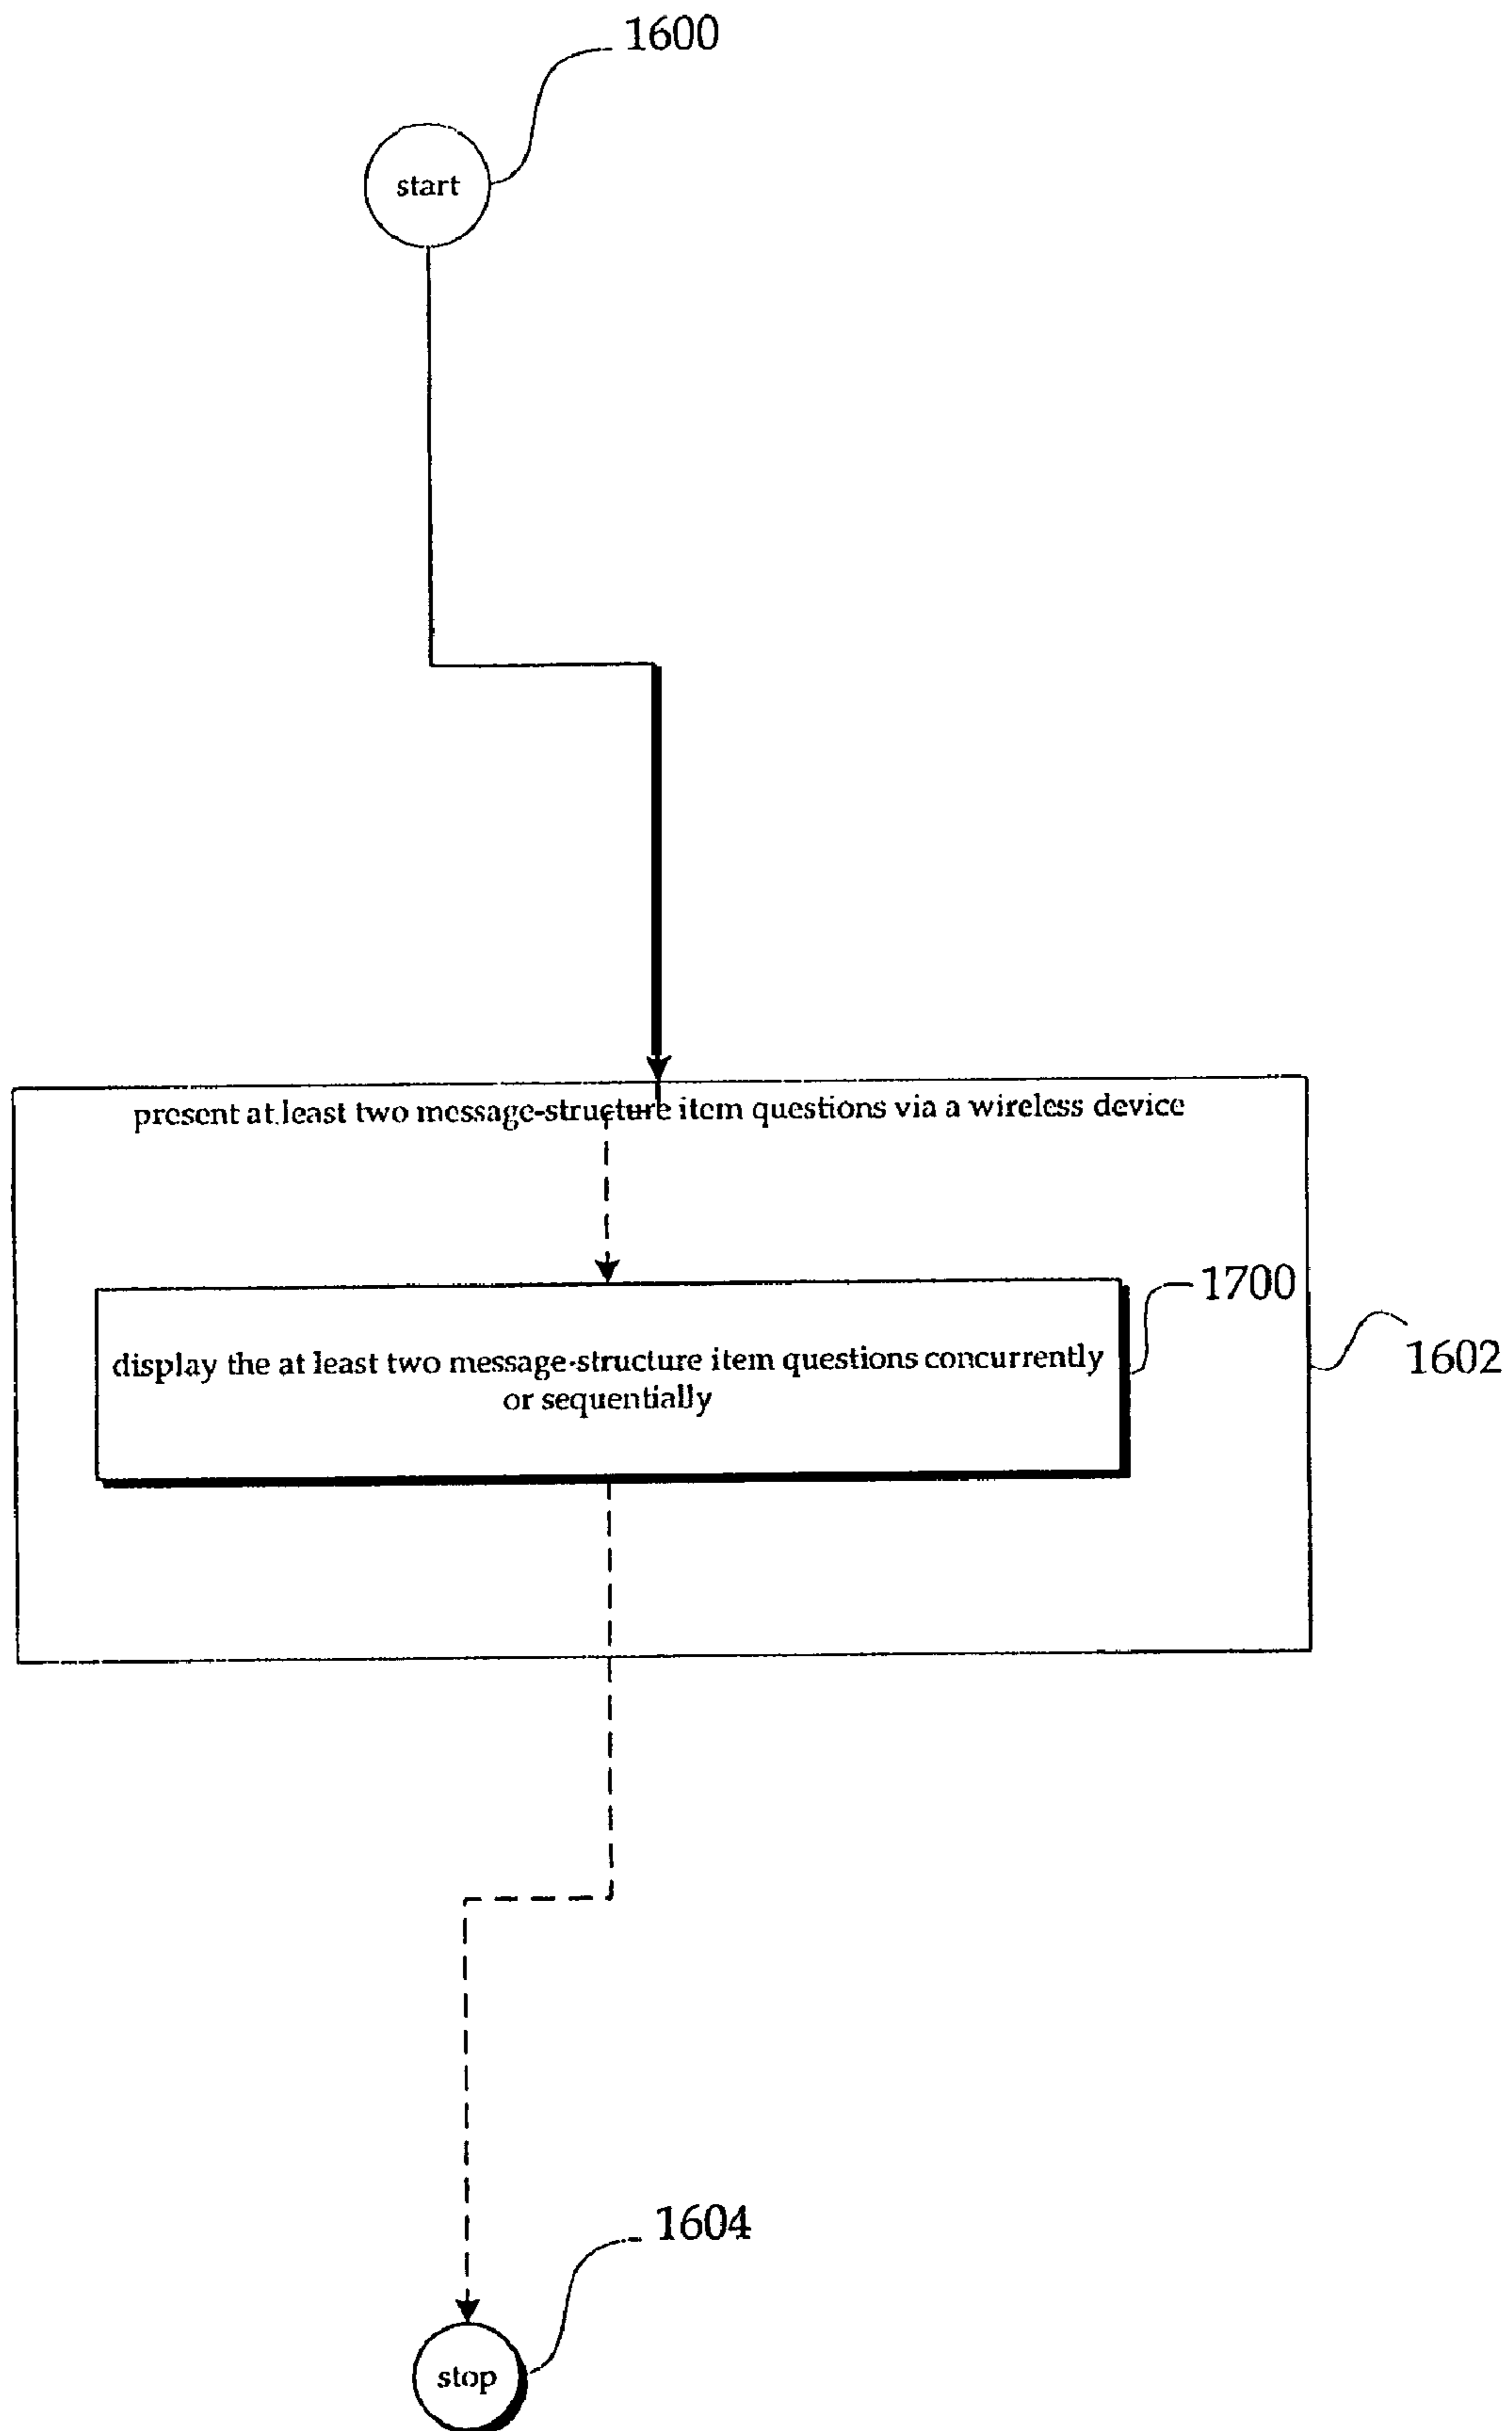 1600
start
present at least two message-structure item questions via a wireless device
1700
display the at least two message-structure item questions concurrently
or sequentially
1602
1604
stop